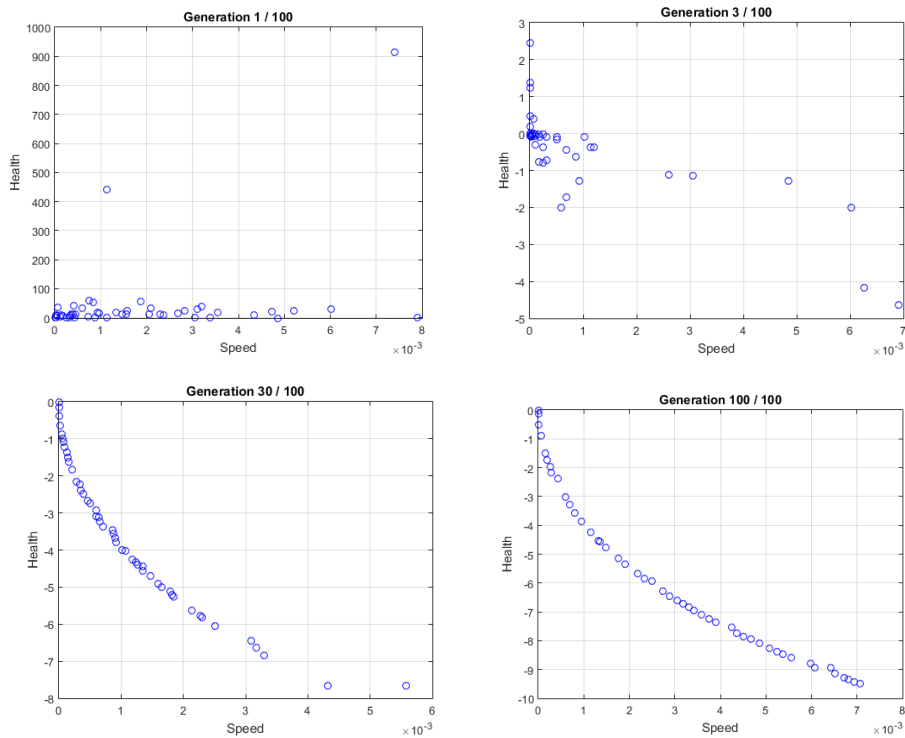 Generation 1 / 100
1000
900
800
700
600
500
400
300
200
100
0
Health
0 1 2 3 4 5 6 7 8
Speed
×10⁻³
Generation 3 / 100
3
2
1
0
-1
-2
-3
-4
-5
Health
0 1 2 3 4 5 6 7
Speed
×10⁻³
Generation 30 / 100
0
-1
-2
-3
-4
-5
-6
-7
-8
Health
0 1 2 3 4 5 6
Speed
×10⁻³
Generation 100 / 100
0
-1
-2
-3
-4
-5
-6
-7
-8
-9
-10
Health
0 1 2 3 4 5 6 7 8
Speed
×10⁻³